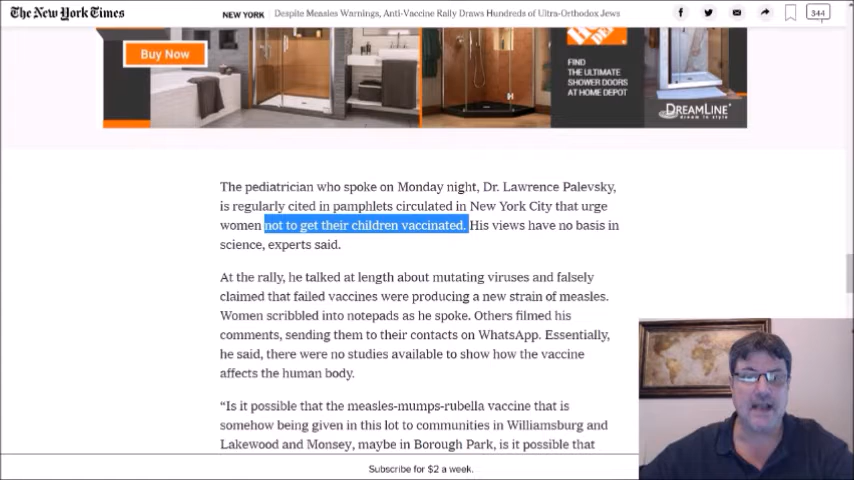 The New York Times
NEW YORK
Despite Measles Warnings, Anti-Vaccine Rally Draws Hundreds of Ultra-Orthodox Jews
344
Buy Now
FIND
THE ULTIMATE
SHOWER DOORS
AT HOME DEPOT
DREAMLINE
The pediatrician who spoke on Monday night, Dr. Lawrence Palevsky,
is regularly cited in pamphlets circulated in New York City that urge
women not to get their children vaccinated. His views have no basis in
science, experts said.
At the rally, he talked at length about mutating viruses and falsely
claimed that failed vaccines were producing a new strain of measles.
Women scribbled into notepads as he spoke. Others filmed his
comments, sending them to their contacts on WhatsApp. Essentially,
he said, there were no studies available to show how the vaccine
affects the human body.
“Is it possible that the measles-mumps-rubella vaccine that is
somehow being given in this lot to communities in Williamsburg and
Lakewood and Monsey, maybe in Borough Park, is it possible that
Subscribe for $2 a week.